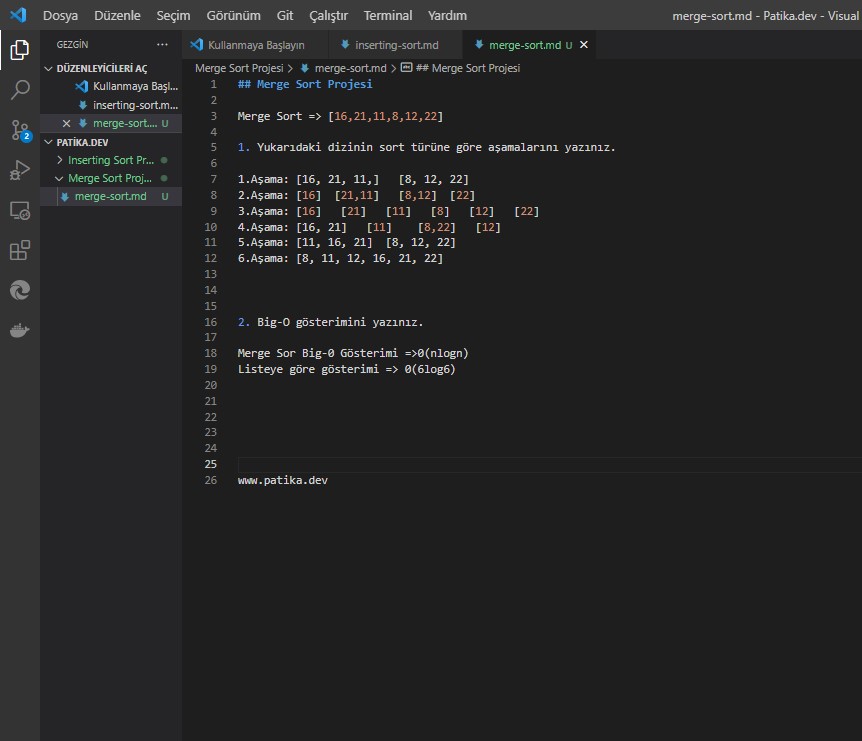 Dosya Düzenle Seçim Görünüm Git Çalıştır Terminal Yardım merge-sort.md - Patika.dev - Visual
GEZGİN ···
Kullanmaya Başlayın inserting-sort.md merge-sort.md U
DÜZENLEYİCİLERİ AÇ
Kullanmaya Başl...
inserting-sort.m...
merge-sort.... U
PATİKA.DEV
Inserting Sort Pr...
Merge Sort Proj...
merge-sort.md U
2
Merge Sort Projesi > merge-sort.md > ## Merge Sort Projesi
1 ## Merge Sort Projesi
2
3 Merge Sort => [16,21,11,8,12,22]
4
5 1. Yukarıdaki dizinin sort türüne göre aşamalarını yazınız.
6
7 1.Aşama: [16, 21, 11,] [8, 12, 22]
8 2.Aşama: [16] [21,11] [8,12] [22]
9 3.Aşama: [16] [21] [11] [8] [12] [22]
10 4.Aşama: [16, 21] [11] [8,22] [12]
11 5.Aşama: [11, 16, 21] [8, 12, 22]
12 6.Aşama: [8, 11, 12, 16, 21, 22]
13
14
15
16 2. Big-O gösterimini yazınız.
17
18 Merge Sor Big-0 Gösterimi =>0(nlogn)
19 Listeye göre gösterimi => 0(6log6)
20
21
22
23
24
25
26 www.patika.dev